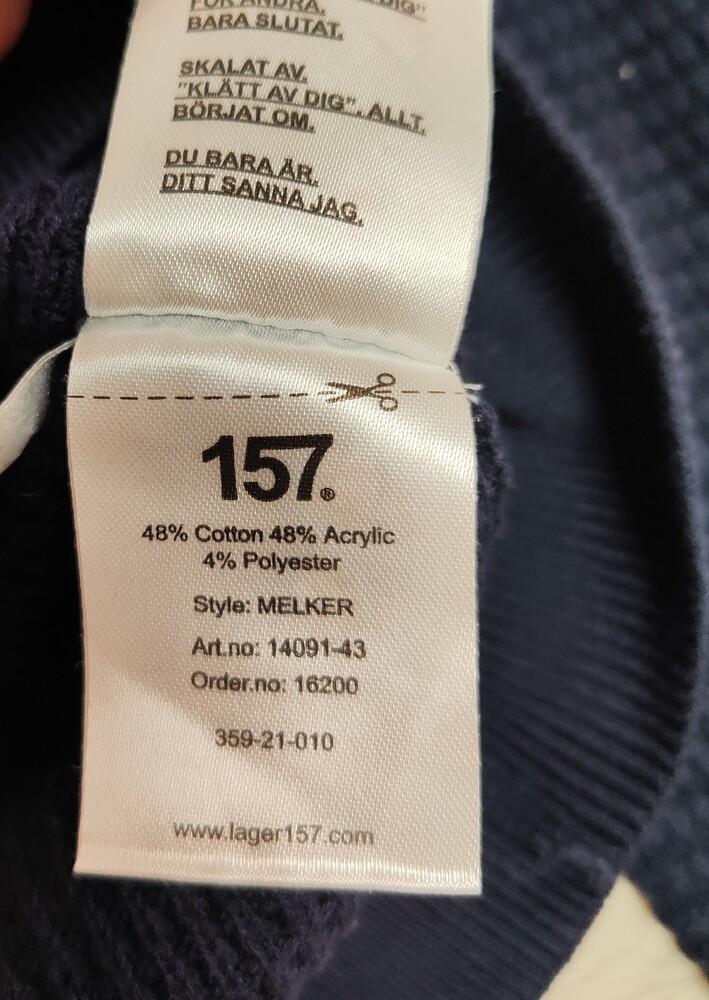 FÖR ANDRA.
BARA SLUTAT.
SKALAT AV.
"KLÄTT AV DIG". ALLT.
BÖRJAT OM.
DU BARA ÄR.
DITT SANNA JAG.
157®
48% Cotton 48% Acrylic
4% Polyester
Style: MELKER
Art.no: 14091-43
Order.no: 16200
359-21-010
www.lager157.com